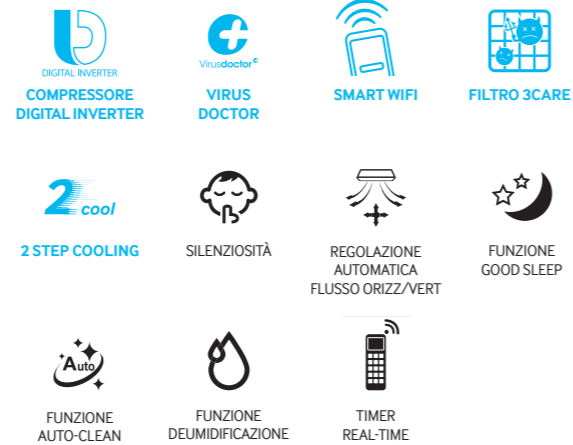 DIGITAL INVERTER
COMPRESSORE
DIGITAL INVERTER
Virusdoctor c
VIRUS
DOCTOR
SMART WIFI
FILTRO 3CARE
2 cool
2 STEP COOLING
SILENZIOSITÀ
REGOLAZIONE
AUTOMATICA
FLUSSO ORIZZ/VERT
FUNZIONE
GOOD SLEEP
Auto
FUNZIONE
AUTO-CLEAN
FUNZIONE
DEUMIDIFICAZIONE
TIMER
REAL-TIME